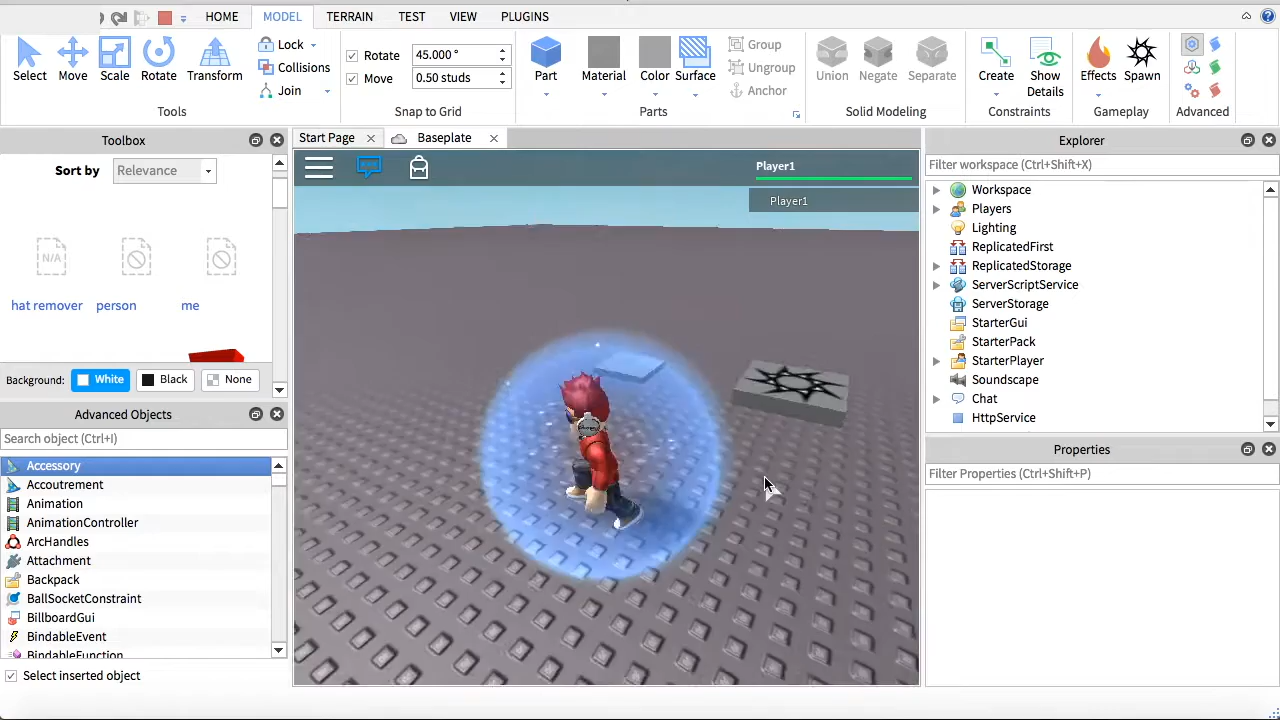 HOME MODEL TERRAIN TEST VIEW PLUGINS
Select Move Scale Rotate Transform
Lock
Collisions
Join
Tools
Rotate 45.000 °
Move 0.50 studs
Snap to Grid
Part Material Color Surface
Group
Ungroup
Anchor
Parts
Union Negate Separate
Solid Modeling
Create Show
Details
Constraints
Effects Spawn
Gameplay
Advanced
Toolbox
Sort by Relevance
N/A
hat remover person me
Background: White Black None
Advanced Objects
Search object (Ctrl+I)
Accessory
Accoutrement
Animation
AnimationController
ArcHandles
Attachment
Backpack
BallSocketConstraint
BillboardGui
BindableEvent
BindableFunction
Select inserted object
Start Page Baseplate
Player1
Player1
Explorer
Filter workspace (Ctrl+Shift+X)
Workspace
Players
Lighting
ReplicatedFirst
ReplicatedStorage
ServerScriptService
ServerStorage
StarterGui
StarterPack
StarterPlayer
Soundscape
Chat
HttpService
Properties
Filter Properties (Ctrl+Shift+P)